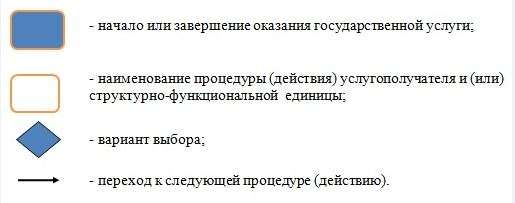 - начало или завершение оказания государственной услуги;
- наименование процедуры (действия) услугополучателя и (или)
структурно-функциональной единицы;
- вариант выбора;
- переход к следующей процедуре (действию).